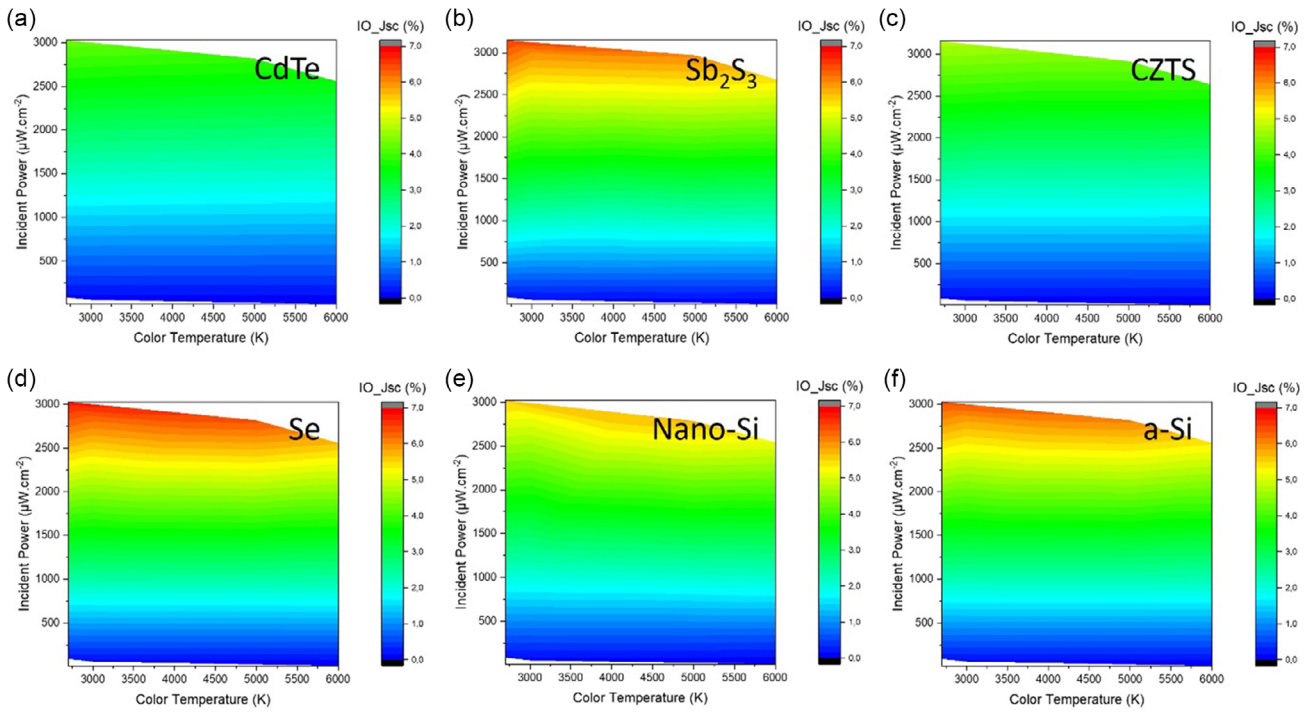 (a)
IO_Jsc (%)
CdTe
Incident Power (μW.cm-2)
3000
2500
2000
1500
1000
500
3000 3500 4000 4500 5000 5500 6000
Color Temperature (K)
7,0
6,0
5,0
4,0
3,0
2,0
1,0
0,0
(b)
IO_Jsc (%)
Sb2S3
Incident Power (μW.cm-2)
3000
2500
2000
1500
1000
500
3000 3500 4000 4500 5000 5500 6000
Color Temperature (K)
7,0
6,0
5,0
4,0
3,0
2,0
1,0
0,0
(c)
IO_Jsc (%)
CZTS
Incident Power (μW.cm-2)
3000
2500
2000
1500
1000
500
3000 3500 4000 4500 5000 5500 6000
Color Temperature (K)
7,0
6,0
5,0
4,0
3,0
2,0
1,0
0,0
(d)
IO_Jsc (%)
Se
Incident Power (μW.cm-2)
3000
2500
2000
1500
1000
500
3000 3500 4000 4500 5000 5500 6000
Color Temperature (K)
7,0
6,0
5,0
4,0
3,0
2,0
1,0
0,0
(e)
IO_Jsc (%)
Nano-Si
Incident Power (μW.cm-2)
3000
2500
2000
1500
1000
500
3000 3500 4000 4500 5000 5500 6000
Color Temperature (K)
7,0
6,0
5,0
4,0
3,0
2,0
1,0
0,0
(f)
IO_Jsc (%)
a-Si
Incident Power (μW.cm-2)
3000
2500
2000
1500
1000
500
3000 3500 4000 4500 5000 5500 6000
Color Temperature (K)
7,0
6,0
5,0
4,0
3,0
2,0
1,0
0,0